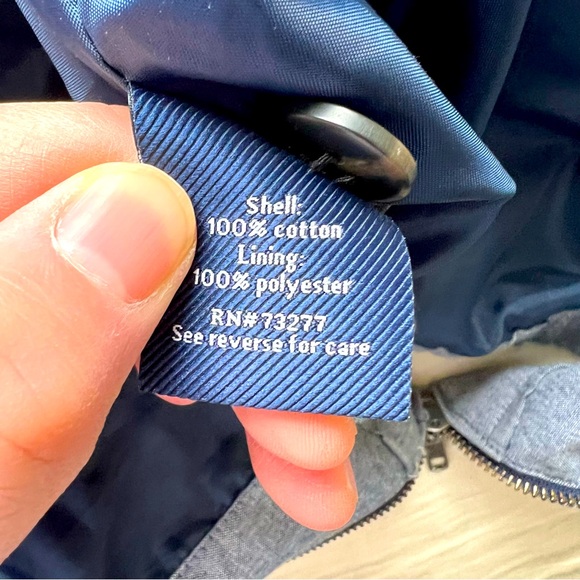 Shell:
100% cotton
Lining:
100% polyester
RN#73277
See reverse for care